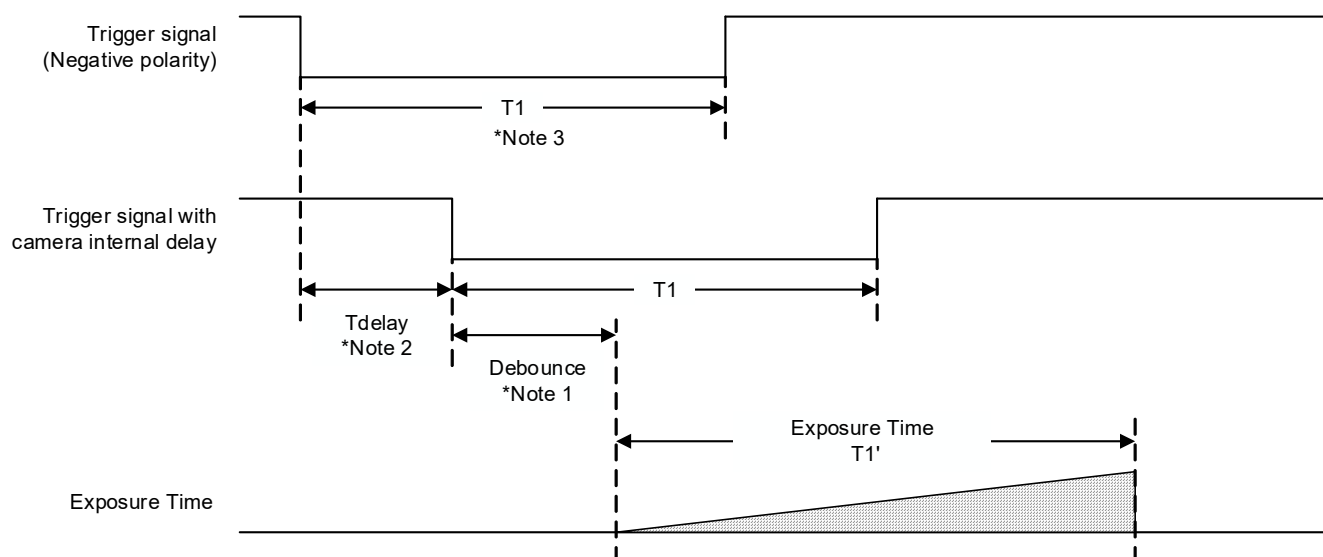 Trigger signal
(Negative polarity)
T1
*Note 3
Trigger signal with
camera internal delay
T1
Tdelay
*Note 2
Debounce
*Note 1
Exposure Time
T1'
Exposure Time